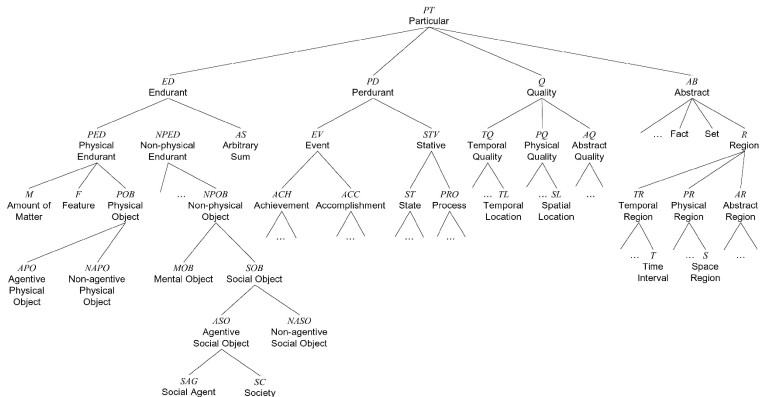 PT
Particular
ED PD Q AB
Endurant Perdurant Quality Abstract
PED NPED AS EV STV TQ PQ AQ … Fact Set R
Physical Non-physical Arbitrary Event Stative Temporal Physical Abstract Region
Endurant Endurant Sum Quality Quality Quality
M F POB … NPOB ACH ACC ST PRO … TL … SL … TR PR AR
Amount of Feature Physical Non-physical Achievement Accomplishment State Process Temporal Spatial Temporal Physical Abstract
Matter Object Object Location Location Region Region Region
… … … …
APO NAPO MOB SOB … T … S …
Agentive Non-agentive Mental Object Social Object Time Space
Physical Physical Interval Region
Object Object
ASO NASO
Agentive Non-agentive
Social Object Social Object
SAG SC
Social Agent Society